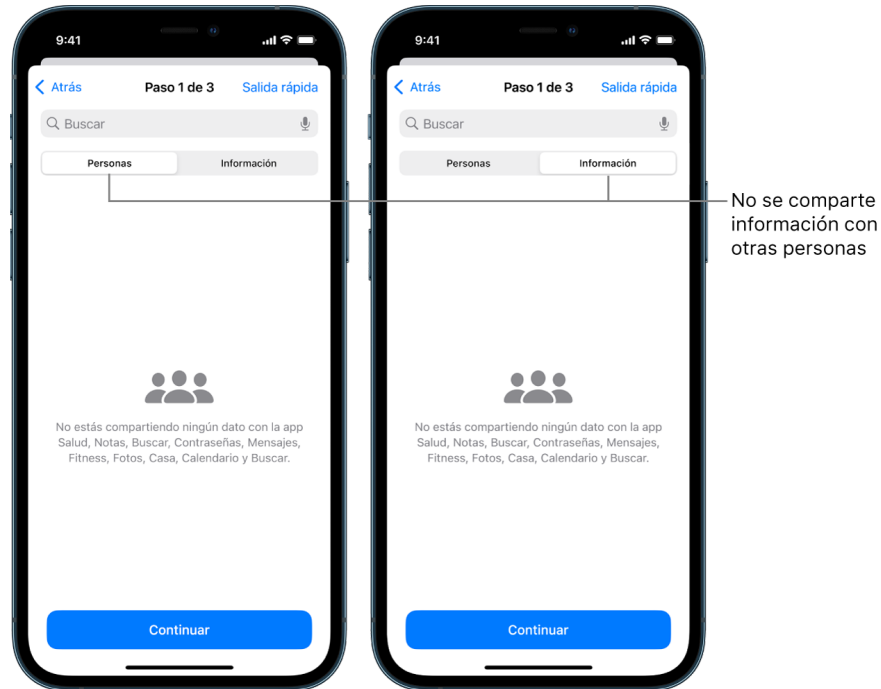 9:41
Atrás Paso 1 de 3 Salida rápida
Buscar
Personas Información
No estás compartiendo ningún dato con la app
Salud, Notas, Buscar, Contraseñas, Mensajes,
Fitness, Fotos, Casa, Calendario y Buscar.
Continuar
9:41
Atrás Paso 1 de 3 Salida rápida
Buscar
Personas Información
No estás compartiendo ningún dato con la app
Salud, Notas, Buscar, Contraseñas, Mensajes,
Fitness, Fotos, Casa, Calendario y Buscar.
Continuar
No se comparte
información con
otras personas